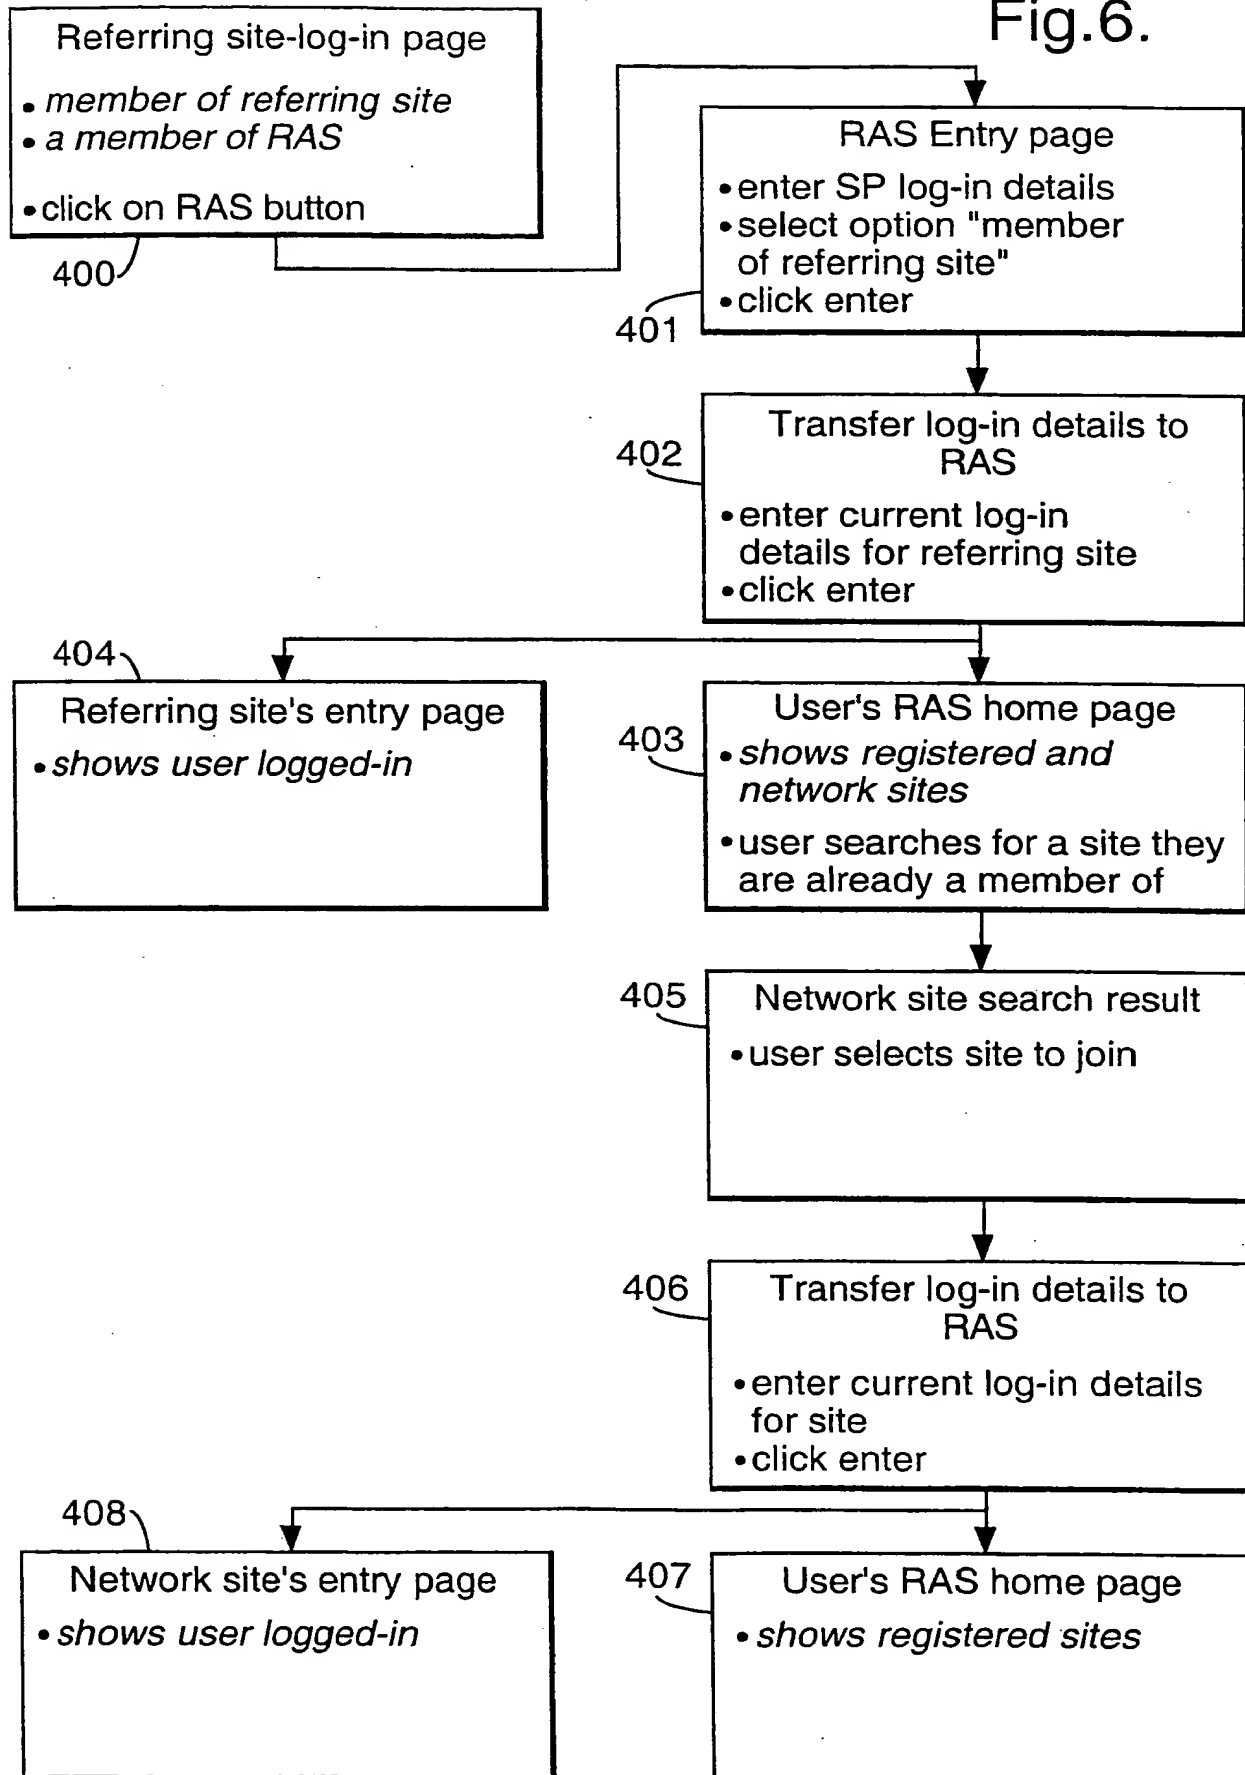 Fig.6.
Referring site-log-in page
• member of referring site
• a member of RAS
• click on RAS button
400
RAS Entry page
• enter SP log-in details
• select option "member
of referring site"
• click enter
401
Transfer log-in details to
RAS
• enter current log-in
details for referring site
• click enter
402
404
Referring site's entry page
• shows user logged-in
User's RAS home page
• shows registered and
network sites
• user searches for a site they
are already a member of
403
405
Network site search result
• user selects site to join
406
Transfer log-in details to
RAS
• enter current log-in details
for site
• click enter
408
Network site's entry page
• shows user logged-in
407
User's RAS home page
• shows registered sites